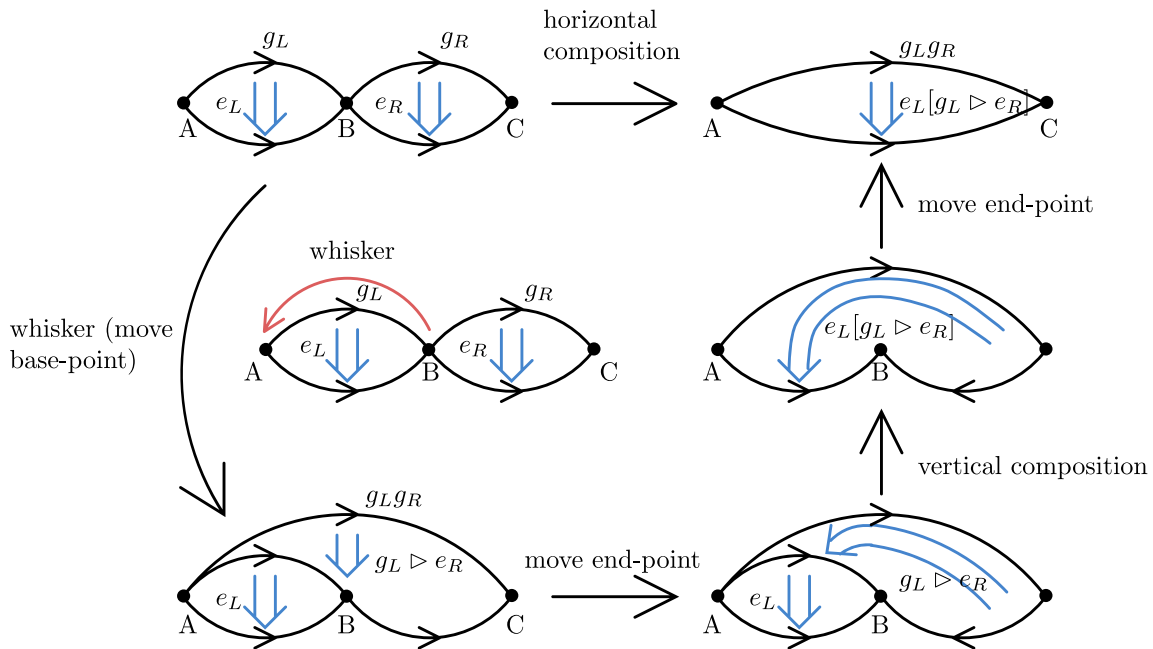 g_L
g_R
horizontal
composition
g_L g_R
e_L
e_R
e_L[g_L ▷ e_R]
A
B
C
A
C
move end-point
whisker
g_L
g_R
whisker (move
base-point)
e_L
e_R
e_L[g_L ▷ e_R]
A
B
C
A
B
vertical composition
g_L g_R
move end-point
g_L ▷ e_R
g_L ▷ e_R
e_L
e_L
A
B
C
A
B